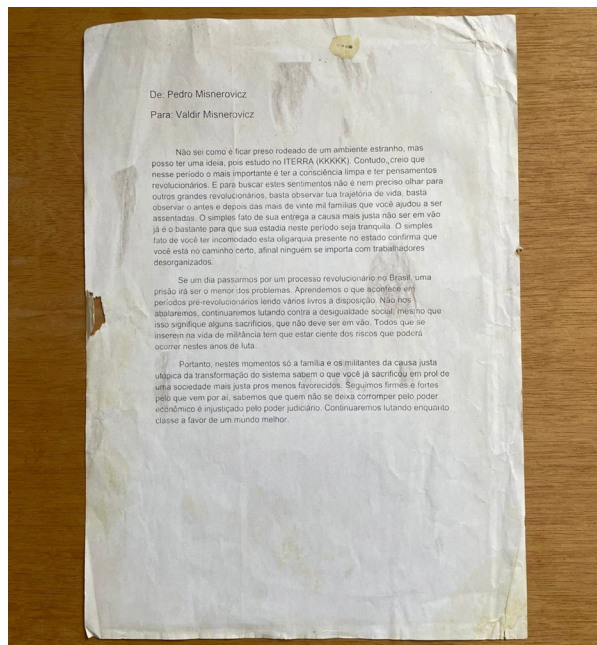 De: Pedro Misnerovicz
Para: Valdir Misnerovicz
Não sei como é ficar preso rodeado de um ambiente estranho, mas
posso ter uma ideia, pois estudo no ITERRA (KKKKK). Contudo, creio que
nesse período o mais importante é ter a consciência limpa e ter pensamentos
revolucionários. E para buscar estes sentimentos não é nem preciso olhar para
outros grandes revolucionários, basta observar tua trajetória de vida, basta
observar o antes e depois das mais de vinte mil famílias que você ajudou a ser
assentadas. O simples fato de sua entrega a causa mais justa não ser em vão
já é o bastante para que sua estadia neste período seja tranquila. O simples
fato de você ter incomodado esta oligarquia presente no estado confirma que
você está no caminho certo, afinal ninguém se importa com trabalhadores
desorganizados.
Se um dia passarmos por um processo revolucionário no Brasil, uma
prisão irá ser o menor dos problemas. Aprendemos o que acontece em
períodos pré-revolucionários lendo vários livros a disposição. Não nos
abalaremos, continuaremos lutando contra a desigualdade social, mesmo que
isso signifique alguns sacrifícios, que não deve ser em vão. Todos que se
inserem na vida de militância tem que estar ciente dos riscos que poderá
ocorrer nestes anos de luta.
Portanto, nestes momentos só a família e os militantes da causa justa
utópica da transformação do sistema sabem o que você já sacrificou em prol de
uma sociedade mais justa pros menos favorecidos. Seguimos firmes e fortes
pelo que vem por aí, sabemos que quem não se deixa corromper pelo poder
econômico é injustiçado pelo poder judiciário. Continuaremos lutando enquanto
classe a favor de um mundo melhor.